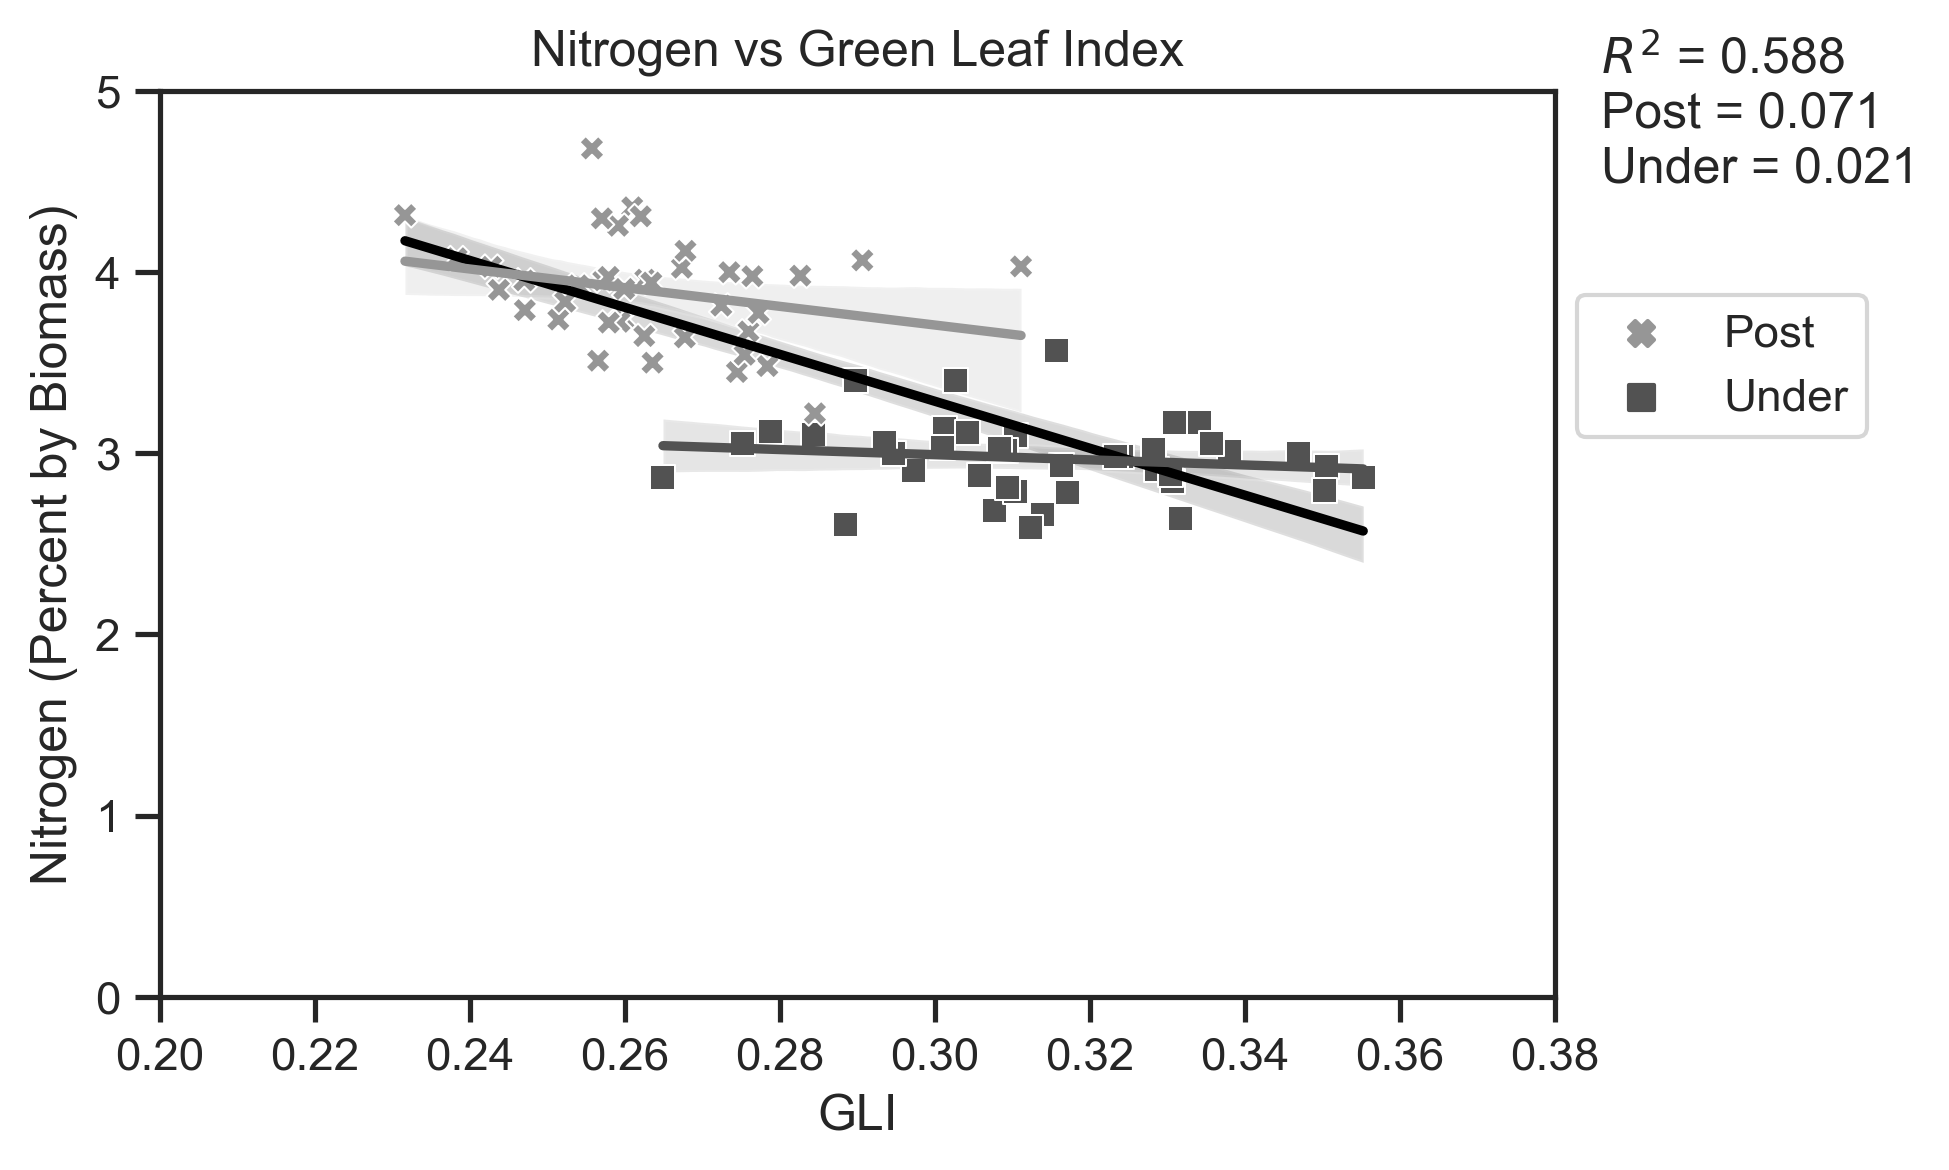 Nitrogen vs Green Leaf Index
R² = 0.588
Post = 0.071
Under = 0.021
Nitrogen (Percent by Biomass)
5
4
3
2
1
0
Post
Under
0.20 0.22 0.24 0.26 0.28 0.30 0.32 0.34 0.36 0.38
GLI